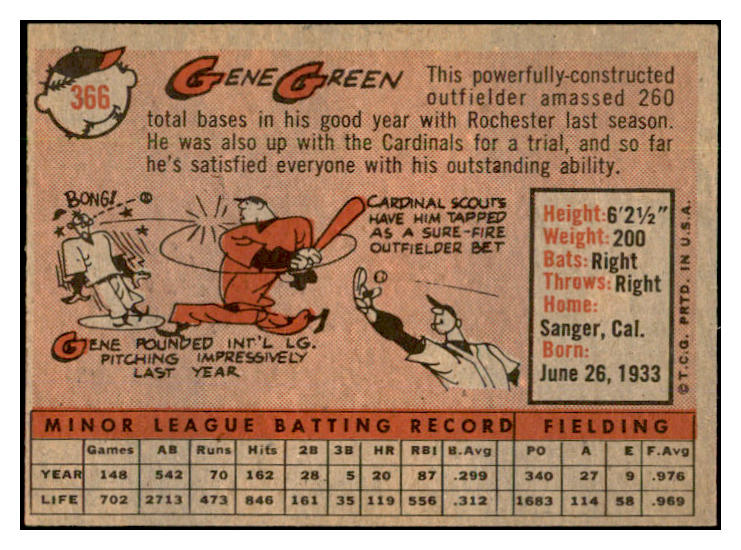 366
GENE GREEN
This powerfully-constructed
outfielder amassed 260
total bases in his good year with Rochester last season.
He was also up with the Cardinals for a trial, and so far
he's satisfied everyone with his outstanding ability.
BONG!
CARDINAL SCOUTS
HAVE HIM TAPPED
AS A SURE-FIRE
OUTFIELDER BET
GENE POUNDED INT'L LG.
PITCHING IMPRESSIVELY
LAST YEAR
Height: 6'2½"
Weight: 200
Bats: Right
Throws: Right
Home:
Sanger, Cal.
Born:
June 26, 1933
© T.C.G. PRTD. IN U.S.A.
MINOR LEAGUE BATTING RECORD FIELDING
Games AB Runs Hits 2B 3B HR RBI B.Avg PO A E F.Avg
YEAR 148 542 70 162 28 5 20 87 .299 340 27 9 .976
LIFE 702 2713 473 846 161 35 119 556 .312 1683 114 58 .969